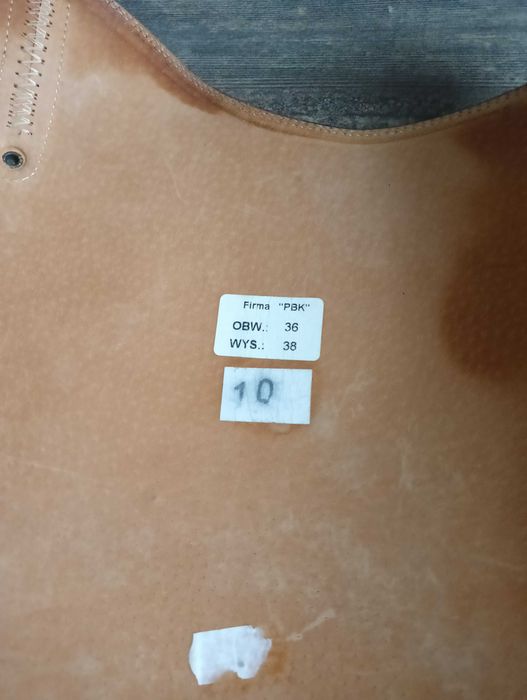 Firma "PBK"
OBW.: 36
WYS.: 38
10